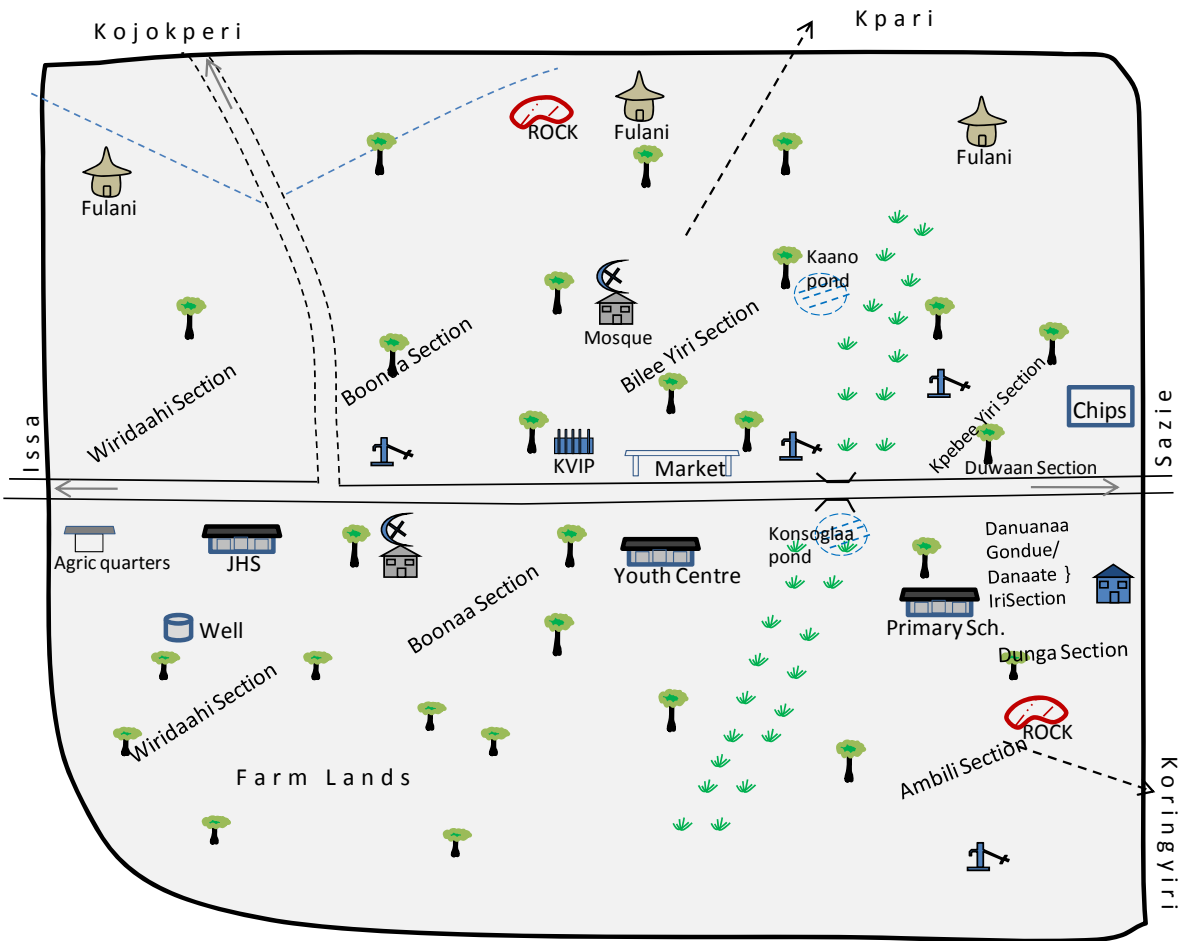 Kojokperi
Kpari
ROCK
Fulani
Fulani
Fulani
Kaano
pond
Mosque
Boonaa Section
Bilee Yiri Section
Wiridaahi Section
Kpebee Yiri Section
Chips
Issa
Sazie
KVIP
Market
Duwaan Section
Agric quarters
JHS
Youth Centre
Konsoglaa
pond
Danuanaa
Gondue/
Danaate }
IriSection
Primary Sch.
Well
Boonaa Section
Dunga Section
Wiridaahi Section
ROCK
Ambili Section
Farm Lands
Koringyiri